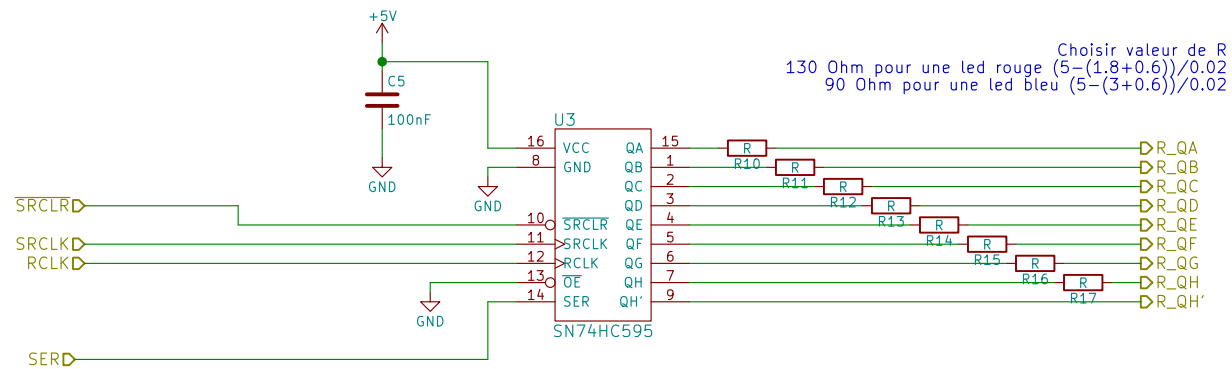 +5V
Choisir valeur de R
130 Ohm pour une led rouge (5-(1.8+0.6))/0.02
90 Ohm pour une led bleu (5-(3+0.6))/0.02
C5
100nF
GND
U3
16 VCC QA 15 R R10 R_QA
8 GND QB 1 R R11 R_QB
GND
QC 2 R R12 R_QC
SRCLR QD 3 R R13 R_QD
10 SRCLR QE 4 R R14 R_QE
SRCLK 11 SRCLK QF 5 R R15 R_QF
RCLK 12 RCLK QG 6 R R16 R_QG
13 OE QH 7 R R17 R_QH
14 SER QH' 9 R_QH'
GND
SN74HC595
SER